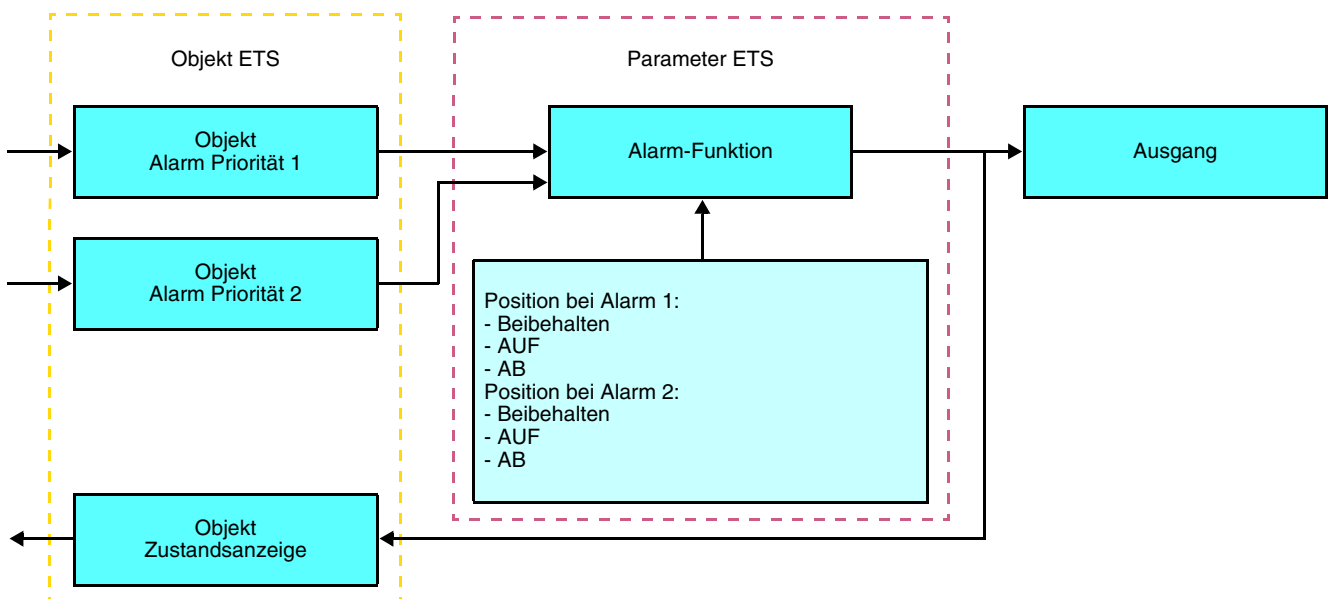 Objekt ETS
Parameter ETS
Objekt
Alarm Priorität 1
Alarm-Funktion
Ausgang
Objekt
Alarm Priorität 2
Position bei Alarm 1:
- Beibehalten
- AUF
- AB
Position bei Alarm 2:
- Beibehalten
- AUF
- AB
Objekt
Zustandsanzeige